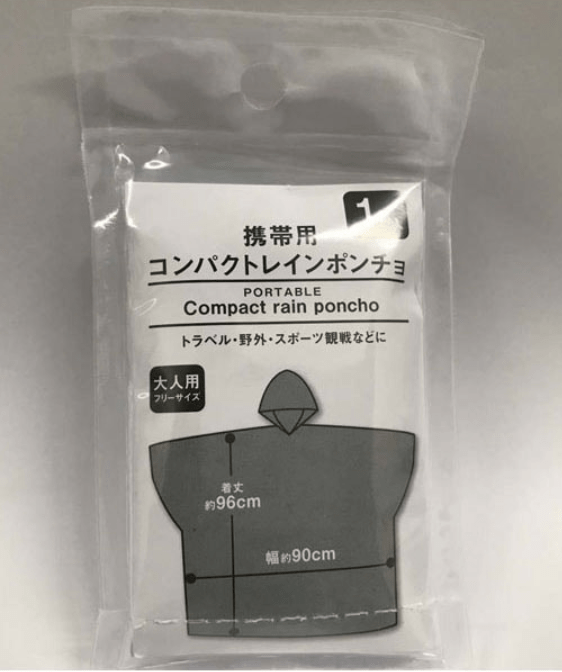 携帯用
コンパクトレインポンチョ
PORTABLE
Compact rain poncho
トラベル・野外・スポーツ観戦などに
大人用
フリーサイズ
着丈
約96cm
幅約90cm